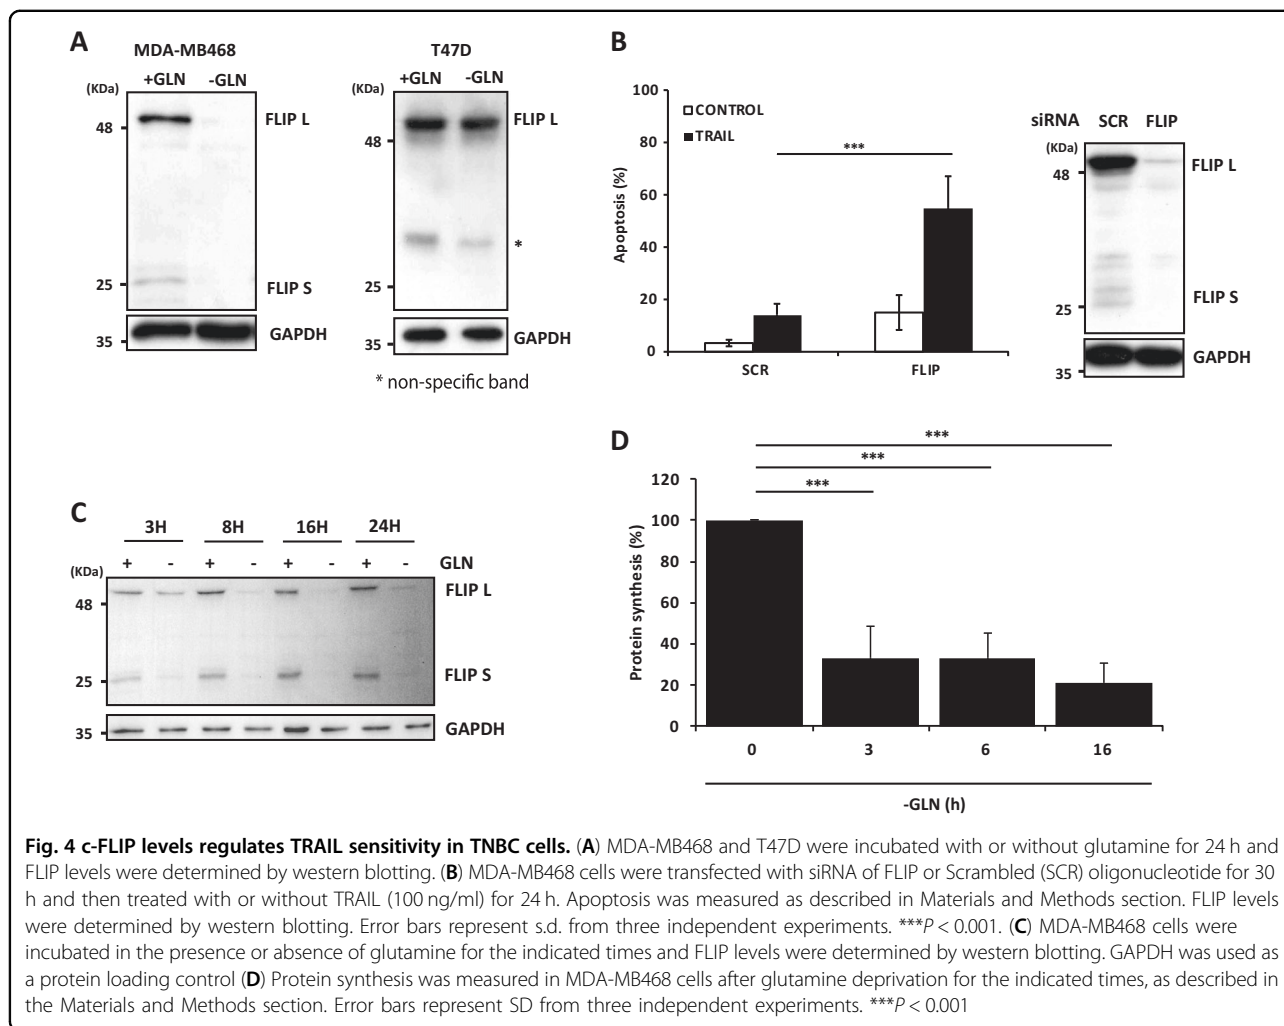 A
MDA-MB468
+GLN -GLN
(KDa)
48
FLIP L
25
FLIP S
35
GAPDH
T47D
+GLN -GLN
(KDa)
48
FLIP L
*
25
35
GAPDH
* non-specific band
B
100
80
60
40
20
0
Apoptosis (%)
CONTROL
TRAIL
***
SCR
FLIP
siRNA SCR FLIP
(KDa)
48
FLIP L
25
FLIP S
35
GAPDH
C
3H 8H 16H 24H
+ - + - + - + - GLN
(KDa)
48
FLIP L
25
FLIP S
35
GAPDH
D
***
***
***
120
100
80
60
40
20
0
Protein synthesis (%)
0 3 6 16
-GLN (h)
Fig. 4 c-FLIP levels regulates TRAIL sensitivity in TNBC cells. (A) MDA-MB468 and T47D were incubated with or without glutamine for 24 h and
FLIP levels were determined by western blotting. (B) MDA-MB468 cells were transfected with siRNA of FLIP or Scrambled (SCR) oligonucleotide for 30
h and then treated with or without TRAIL (100 ng/ml) for 24 h. Apoptosis was measured as described in Materials and Methods section. FLIP levels
were determined by western blotting. Error bars represent s.d. from three independent experiments. ***P < 0.001. (C) MDA-MB468 cells were
incubated in the presence or absence of glutamine for the indicated times and FLIP levels were determined by western blotting. GAPDH was used as
a protein loading control (D) Protein synthesis was measured in MDA-MB468 cells after glutamine deprivation for the indicated times, as described in
the Materials and Methods section. Error bars represent SD from three independent experiments. ***P < 0.001